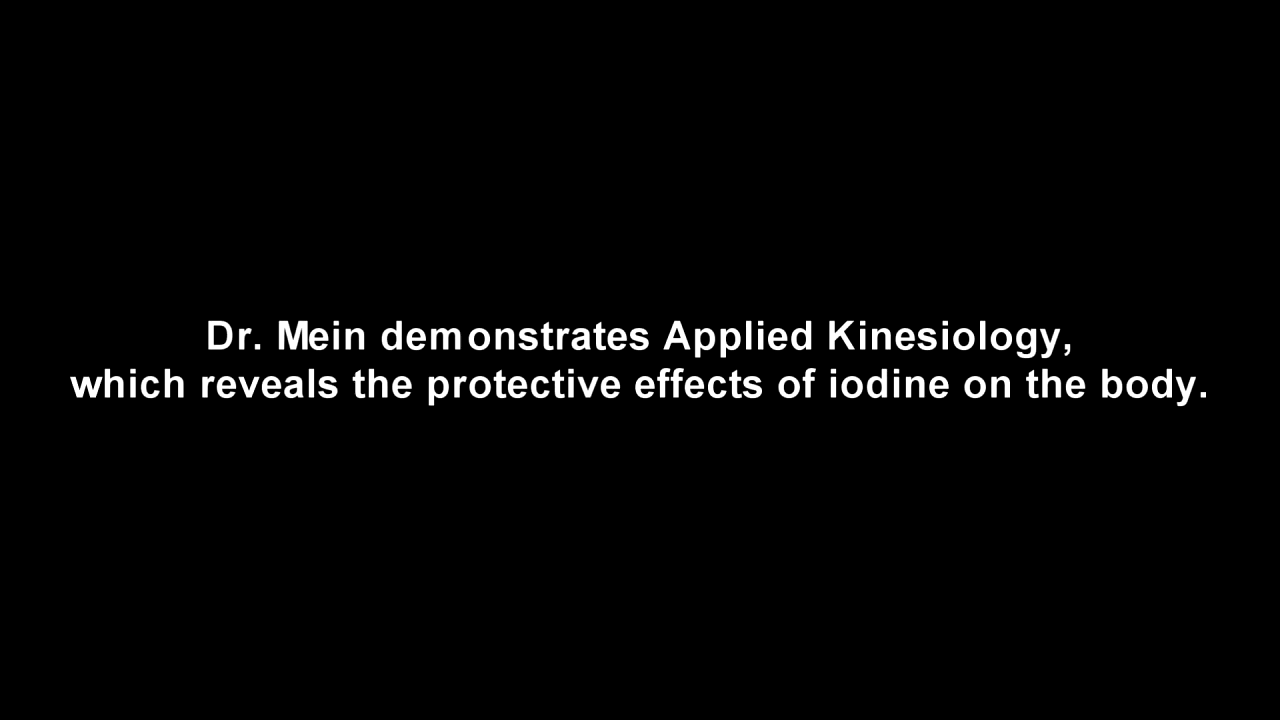 Dr. Mein demonstrates Applied Kinesiology,
which reveals the protective effects of iodine on the body.